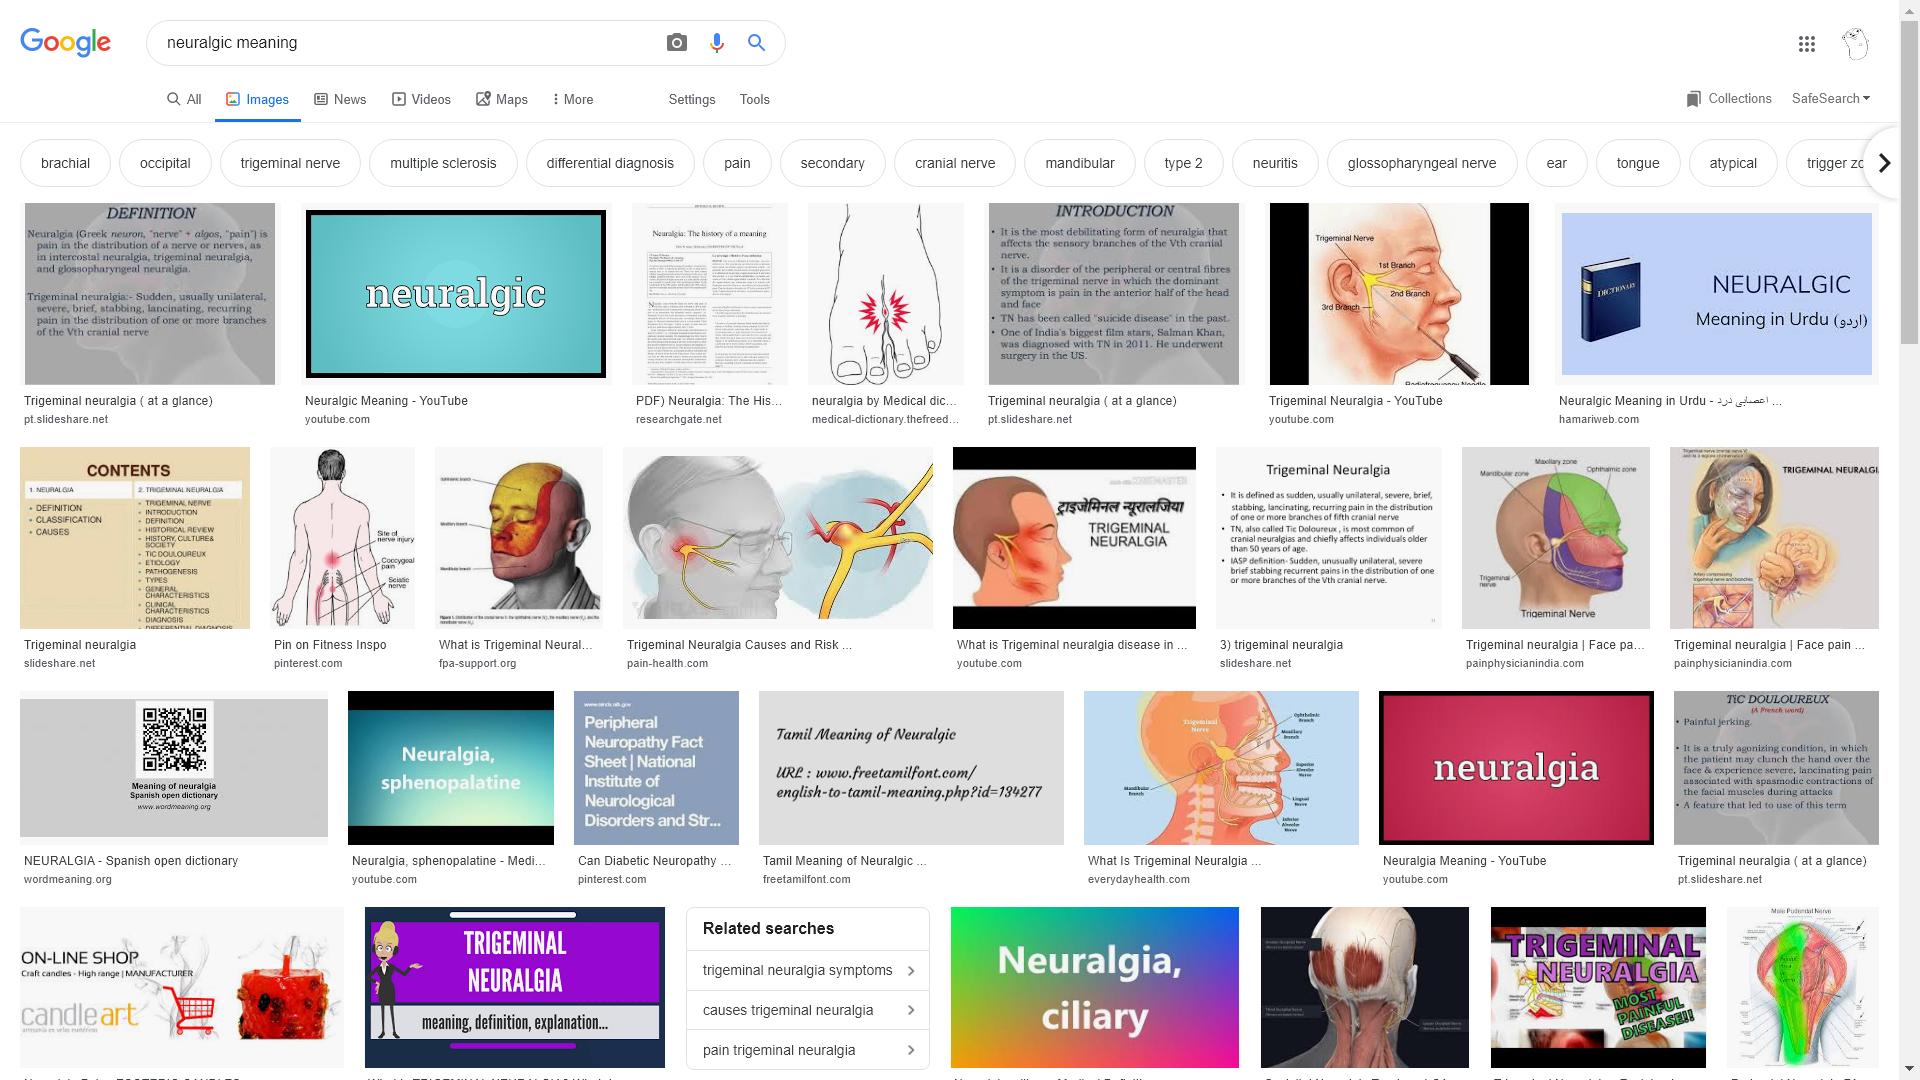 Google
neuralgic meaning
All
Images
News
Videos
Maps
More
Settings
Tools
Collections
SafeSearch
brachial
occipital
trigeminal nerve
multiple sclerosis
differential diagnosis
pain
secondary
cranial nerve
mandibular
type 2
neuritis
glossopharyngeal nerve
ear
tongue
atypical
trigger
DEFINITION
Neuralgia (Greek neuron, "nerve" + algos, "pain") is
pain in the distribution of a nerve or nerves, as
in intercostal neuralgia, trigeminal neuralgia,
and glossopharyngeal neuralgia.
Trigeminal neuralgia:- Sudden, usually unilateral,
severe, brief, stabbing, lancinating, recurring
pain in the distribution of one or more branches
of the Vth cranial nerve
neuralgic
Neuralgia: The history of a meaning
INTRODUCTION
• It is the most debilitating form of neuralgia that
affects the sensory branches of the Vth cranial
nerve.
• It is a disorder of the peripheral or central fibres
of the trigeminal nerve in which the dominant
symptom is pain in the anterior half of the head
and face
• TN has been called "suicide disease" in the past.
• One of India's biggest film stars, Salman Khan,
was diagnosed with TN in 2011. He underwent
surgery in the US.
Trigeminal Nerve
1st Branch
2nd Branch
3rd Branch
Radiofrequency Needle
DICTIONARY
NEURALGIC
Meaning in Urdu (اردو)
Trigeminal neuralgia ( at a glance)
pt.slideshare.net
Neuralgic Meaning - YouTube
youtube.com
PDF) Neuralgia: The His...
researchgate.net
neuralgia by Medical dic...
medical-dictionary.thefreed...
Trigeminal neuralgia ( at a glance)
pt.slideshare.net
Trigeminal Neuralgia - YouTube
youtube.com
Neuralgic Meaning in Urdu - اعصابی درد ...
hamariweb.com
CONTENTS
1. NEURALGIA
• DEFINITION
• CLASSIFICATION
• CAUSES
2. TRIGEMINAL NEURALGIA
• TRIGEMINAL NERVE
• INTRODUCTION
• DEFINITION
• HISTORICAL REVIEW
• HISTORY, CULTURE&
SOCIETY
• TIC DOULOUREUX
• ETIOLOGY
• PATHOGENESIS
• TYPES
• GENERAL
CHARACTERISTICS
• CLINICAL
CHARACTERISTICS
• DIAGNOSIS
• DIFFERENTIAL DIAGNOSIS
Site of
nerve injury
Coccygeal
pain
Sciatic
nerve
ट्राइजेमिनल न्यूरालजिया
TRIGEMINAL
NEURALGIA
Trigeminal Neuralgia
• It is defined as sudden, usually unilateral, severe, brief,
stabbing, lancinating, recurring pain in the distribution
of one or more branches of fifth cranial nerve
• TN, also called Tic Doloureux , is most common of
cranial neuralgias and chiefly affects individuals older
than 50 years of age.
• IASP definition- Sudden, unusually unilateral, severe
brief stabbing recurrent pains in the distribution of one
or more branches of the Vth cranial nerve.
Maxillary zone
Mandibular zone
Ophthalmic zone
Trigeminal
nerve
Trigeminal Nerve
TRIGEMINAL NEURALGI
Trigeminal neuralgia
slideshare.net
Pin on Fitness Inspo
pinterest.com
What is Trigeminal Neural...
fpa-support.org
Trigeminal Neuralgia Causes and Risk ...
pain-health.com
What is Trigeminal neuralgia disease in ...
youtube.com
3) trigeminal neuralgia
slideshare.net
Trigeminal neuralgia | Face pa...
painphysicianindia.com
Trigeminal neuralgia | Face pain ...
painphysicianindia.com
Meaning of neuralgia
Spanish open dictionary
www.wordmeaning.org
Neuralgia,
sphenopalatine
Peripheral
Neuropathy Fact
Sheet | National
Institute of
Neurological
Disorders and Str...
Tamil Meaning of Neuralgic
URL : www.freetamilfont.com/
english-to-tamil-meaning.php?id=134277
Trigeminal
Nerve
Ophthalmic
Branch
Maxillary
Branch
Superior
Alveolar
Nerve
Mandibular
Branch
Lingual
Nerve
Inferior
Alveolar
Nerve
neuralgia
TIC DOULOUREUX
(A French word)
• Painful jerking.
• It is a truly agonizing condition, in which
the patient may clunch the hand over the
face & experience severe, lancinating pain
associated with spasmodic contractions of
the facial muscles during attacks
• A feature that led to use of this term
NEURALGIA - Spanish open dictionary
wordmeaning.org
Neuralgia, sphenopalatine - Medi...
youtube.com
Can Diabetic Neuropathy ...
pinterest.com
Tamil Meaning of Neuralgic ...
freetamilfont.com
What Is Trigeminal Neuralgia ...
everydayhealth.com
Neuralgia Meaning - YouTube
youtube.com
Trigeminal neuralgia ( at a glance)
pt.slideshare.net
ON-LINE SHOP
Craft candles - High range | MANUFACTURER
candle art
TRIGEMINAL
NEURALGIA
meaning, definition, explanation...
Related searches
trigeminal neuralgia symptoms
causes trigeminal neuralgia
pain trigeminal neuralgia
Neuralgia,
ciliary
TRIGEMINAL
NEURALGIA
MOST
PAINFUL
DISEASE!!
Male Pudendal Nerve